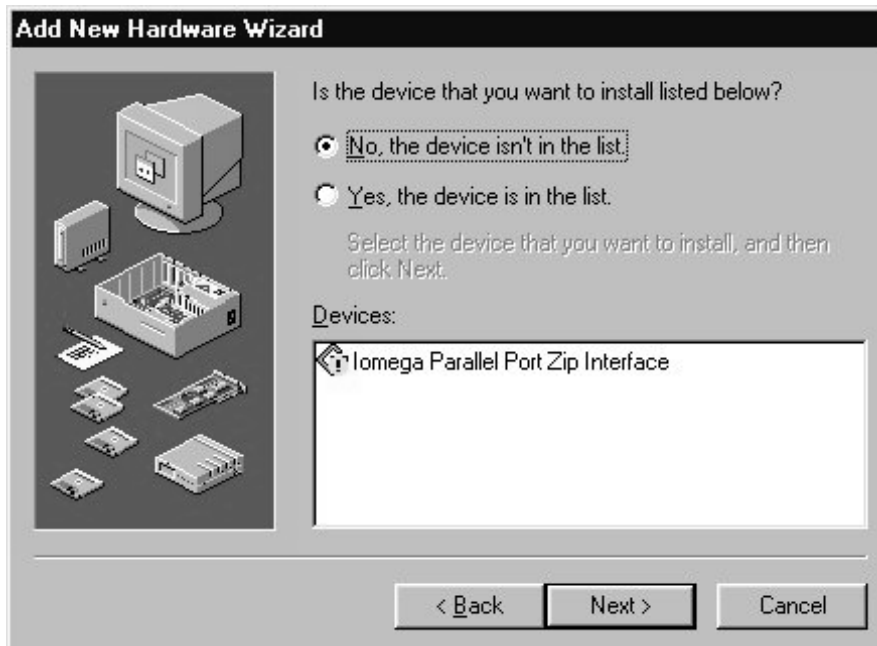 Add New Hardware Wizard
Is the device that you want to install listed below?
No, the device isn't in the list.
Yes, the device is in the list.
Select the device that you want to install, and then
click Next.
Devices:
Iomega Parallel Port Zip Interface
< Back
Next >
Cancel